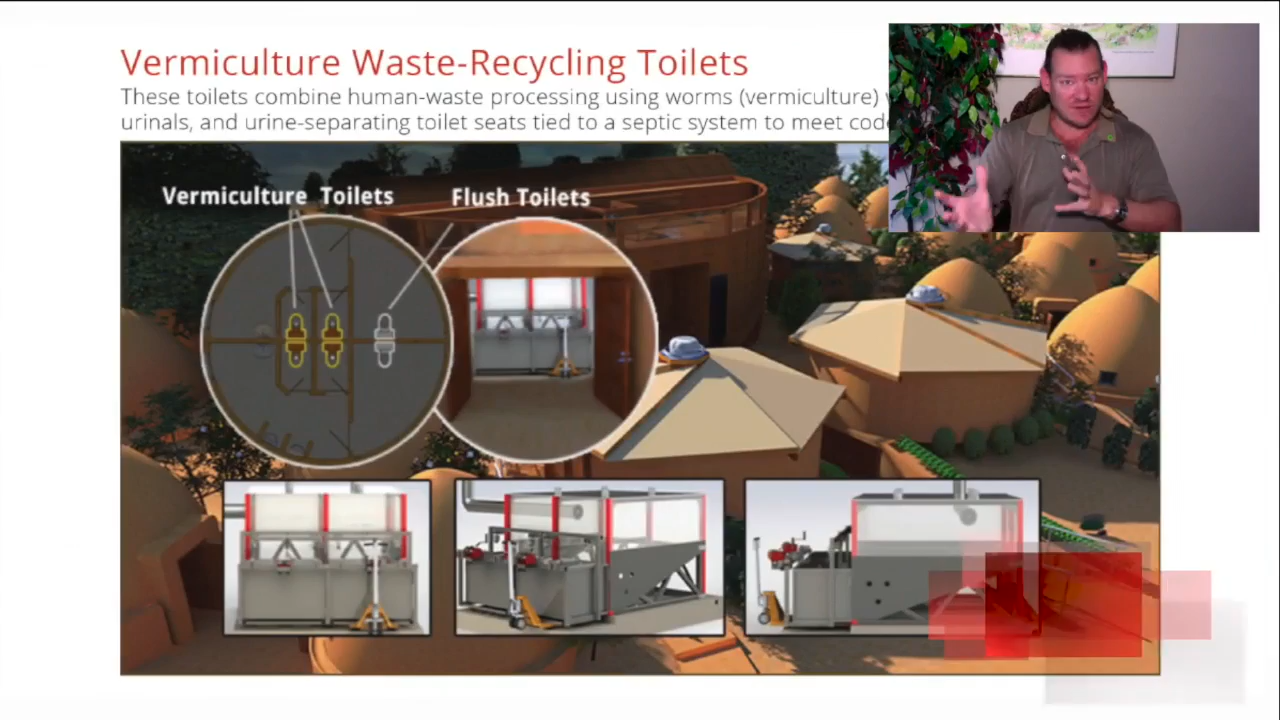 Vermiculture Waste-Recycling Toilets
These toilets combine human-waste processing using worms (vermiculture)
urinals, and urine-separating toilet seats tied to a septic system to meet
Vermiculture Toilets
Flush Toilets